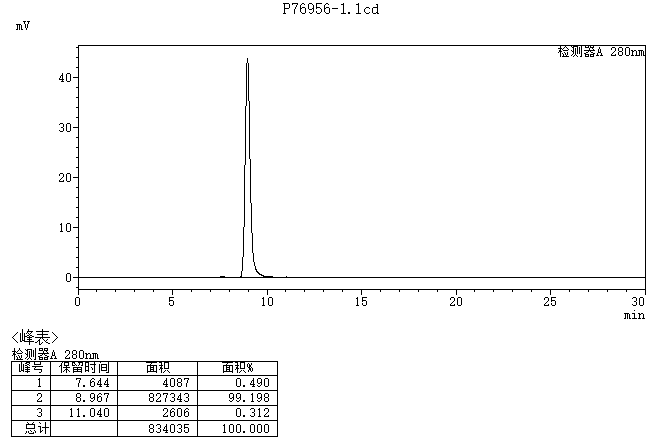 P76956-1.lcd
mV
检测器A 280nm
40
30
20
10
0
0 5 10 15 20 25 30
min
<峰表>
检测器A 280nm
峰号 保留时间 面积 面积%
1 7.644 4087 0.490
2 8.967 827343 99.198
3 11.040 2606 0.312
总计 834035 100.000